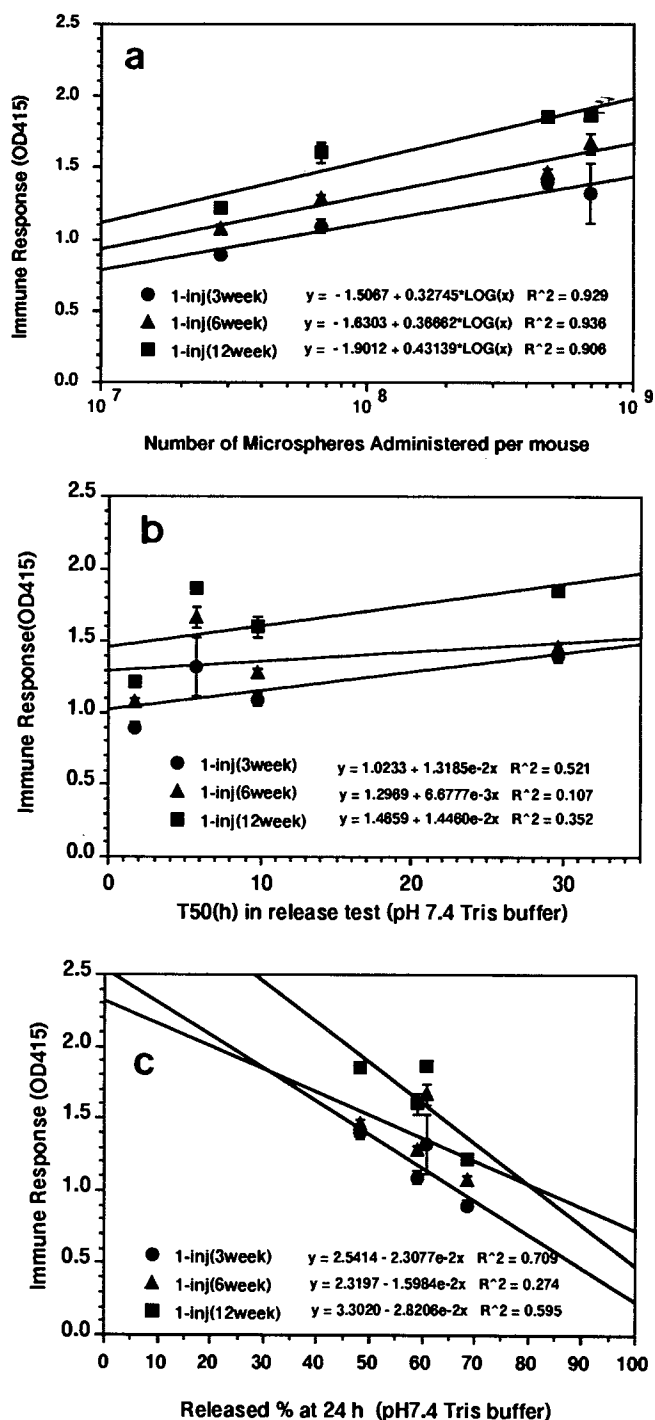 a
Immune Response (OD415)
2.5
2.0
1.5
1.0
0.5
0.0
1-inj(3week) y = - 1.5067 + 0.32745*LOG(x) R^2 = 0.929
1-inj(6week) y = - 1.6303 + 0.36662*LOG(x) R^2 = 0.936
1-inj(12week) y = - 1.9012 + 0.43139*LOG(x) R^2 = 0.906
10^7 10^8 10^9
Number of Microspheres Administered per mouse
b
Immune Response(OD415)
2.5
2.0
1.5
1.0
0.5
0.0
1-inj(3week) y = 1.0233 + 1.3185e-2x R^2 = 0.521
1-inj(6week) y = 1.2969 + 6.6777e-3x R^2 = 0.107
1-inj(12week) y = 1.4659 + 1.4460e-2x R^2 = 0.352
0 10 20 30
T50(h) in release test (pH 7.4 Tris buffer)
c
Immune Response (OD415)
2.5
2.0
1.5
1.0
0.5
0.0
1-inj(3week) y = 2.5414 - 2.3077e-2x R^2 = 0.709
1-inj(6week) y = 2.3197 - 1.5984e-2x R^2 = 0.274
1-inj(12week) y = 3.3020 - 2.8206e-2x R^2 = 0.595
0 10 20 30 40 50 60 70 80 90 100
Released % at 24 h (pH7.4 Tris buffer)